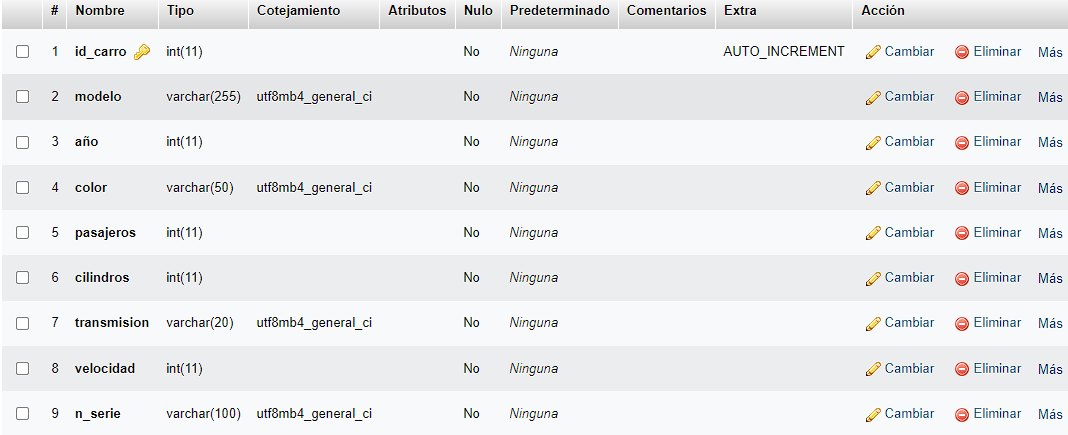 # Nombre Tipo Cotejamiento Atributos Nulo Predeterminado Comentarios Extra Acción
1 id_carro int(11) No Ninguna AUTO_INCREMENT Cambiar Eliminar Más
2 modelo varchar(255) utf8mb4_general_ci No Ninguna Cambiar Eliminar Más
3 año int(11) No Ninguna Cambiar Eliminar Más
4 color varchar(50) utf8mb4_general_ci No Ninguna Cambiar Eliminar Más
5 pasajeros int(11) No Ninguna Cambiar Eliminar Más
6 cilindros int(11) No Ninguna Cambiar Eliminar Más
7 transmision varchar(20) utf8mb4_general_ci No Ninguna Cambiar Eliminar Más
8 velocidad int(11) No Ninguna Cambiar Eliminar Más
9 n_serie varchar(100) utf8mb4_general_ci No Ninguna Cambiar Eliminar Más